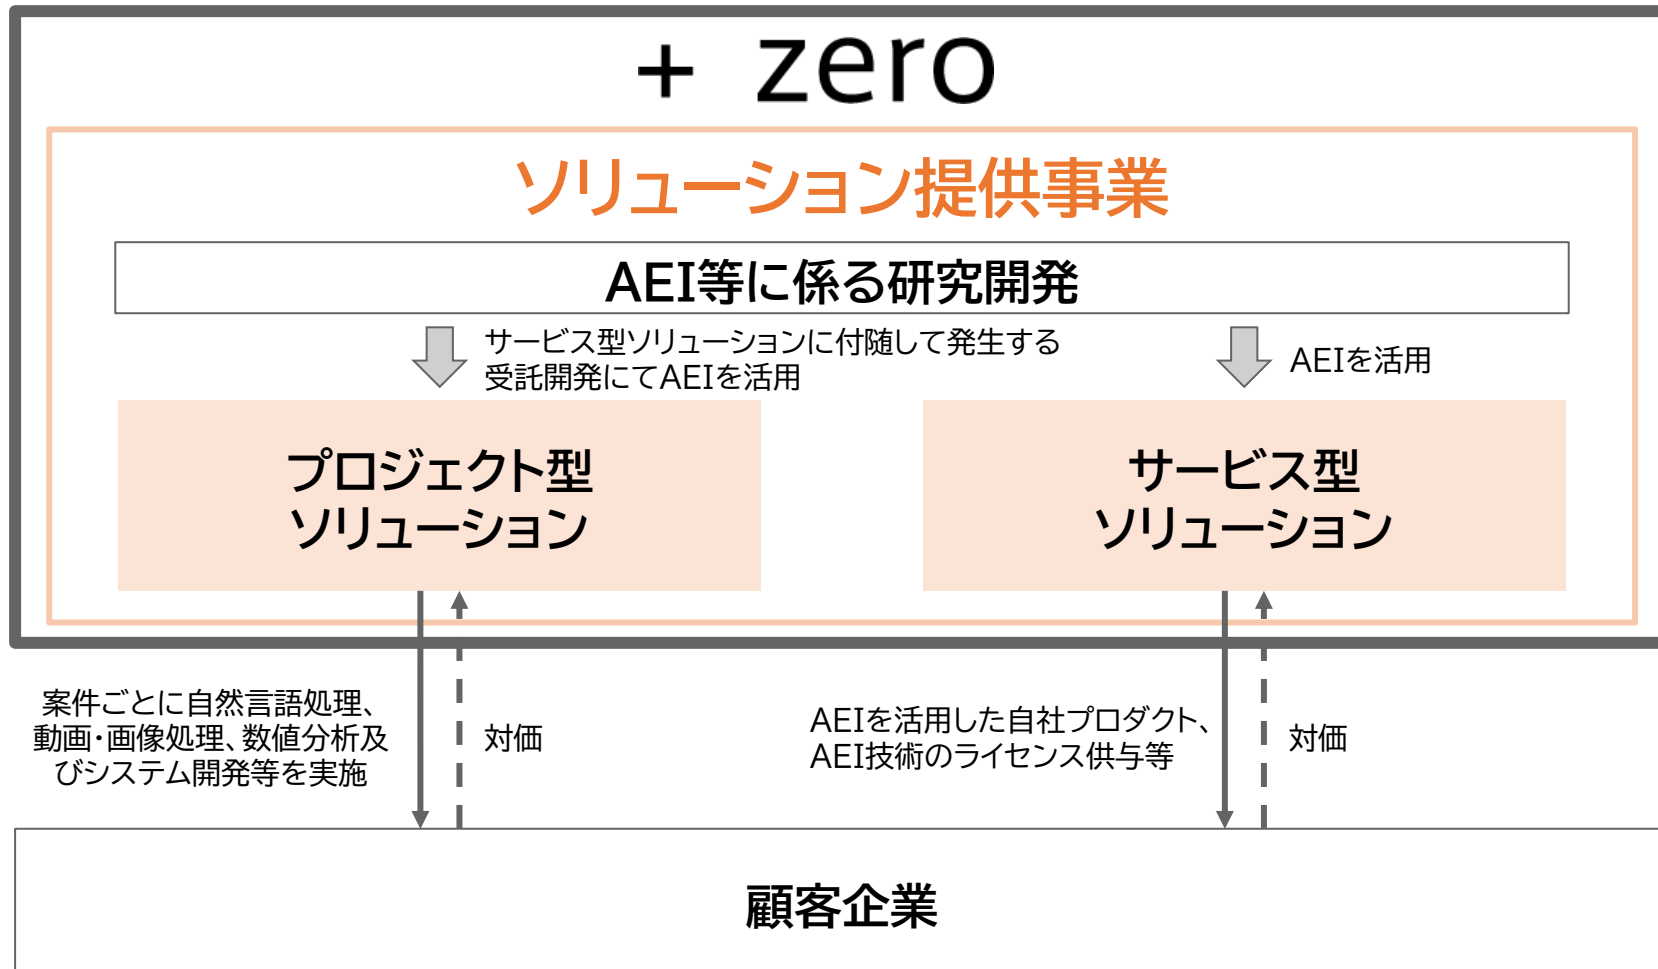 + zero
ソリューション提供事業
AEI等に係る研究開発
サービス型ソリューションに付随して発生する
受託開発にてAEIを活用
AEIを活用
プロジェクト型
ソリューション
サービス型
ソリューション
案件ごとに自然言語処理、
動画・画像処理、数値分析及
びシステム開発等を実施
対価
AEIを活用した自社プロダクト、
AEI技術のライセンス供与等
対価
顧客企業